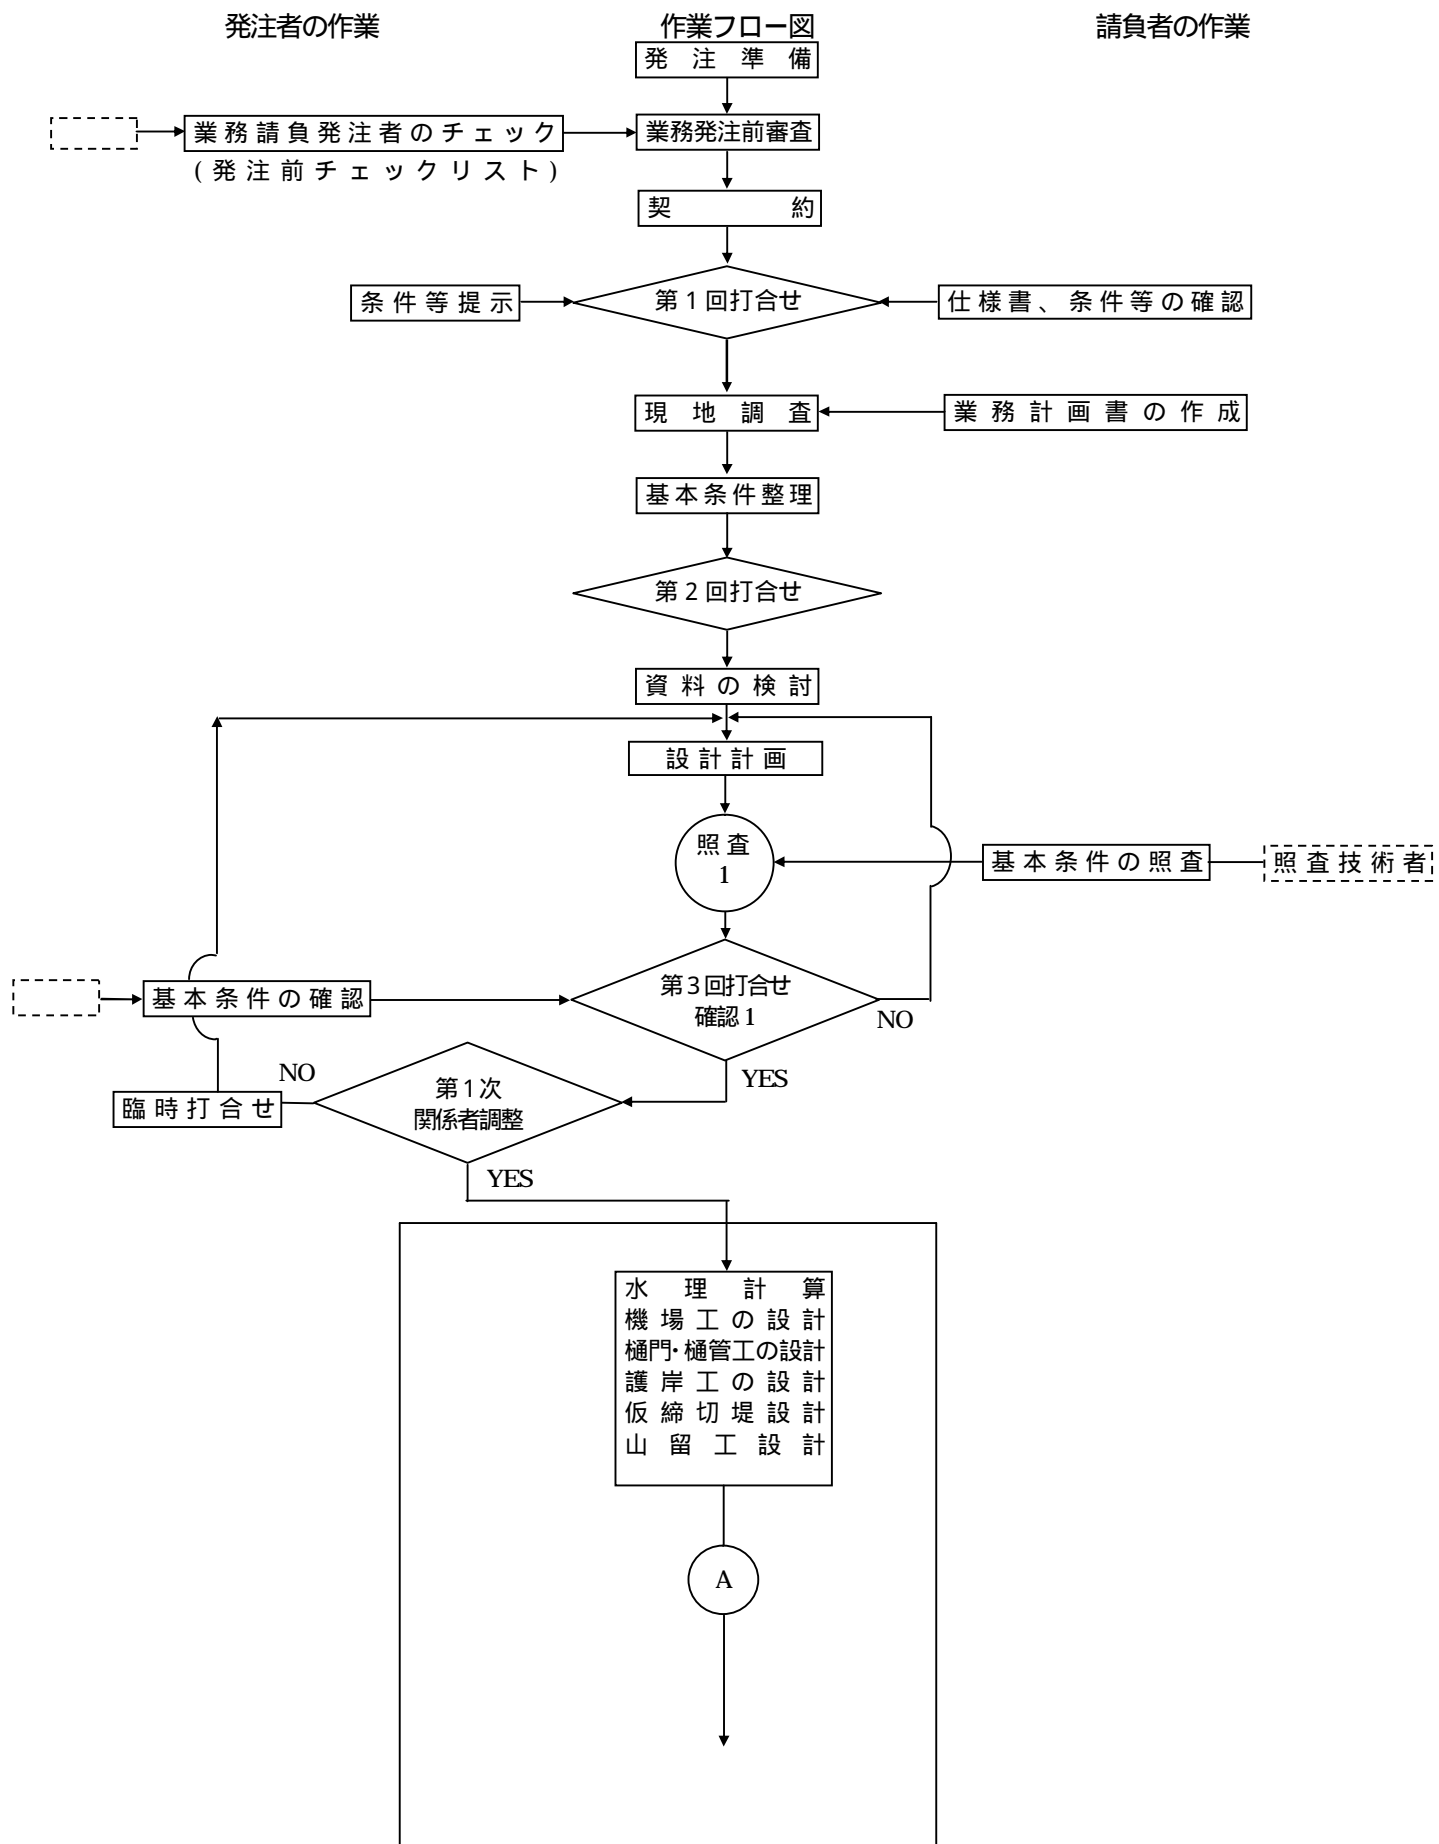 発注者の作業
作業フロー図
請負者の作業
発注準備
業務請負発注者のチェック
業務発注前審査
(発注前チェックリスト)
契約
条件等提示
第1回打合せ
仕様書、条件等の確認
現地調査
業務計画書の作成
基本条件整理
第2回打合せ
資料の検討
設計計画
照査
1
基本条件の照査
照査技術者
基本条件の確認
第3回打合せ
確認1
NO
YES
NO
第1次
関係者調整
臨時打合せ
YES
水理計算
機場工の設計
樋門・樋管工の設計
護岸工の設計
仮締切堤設計
山留工設計
A